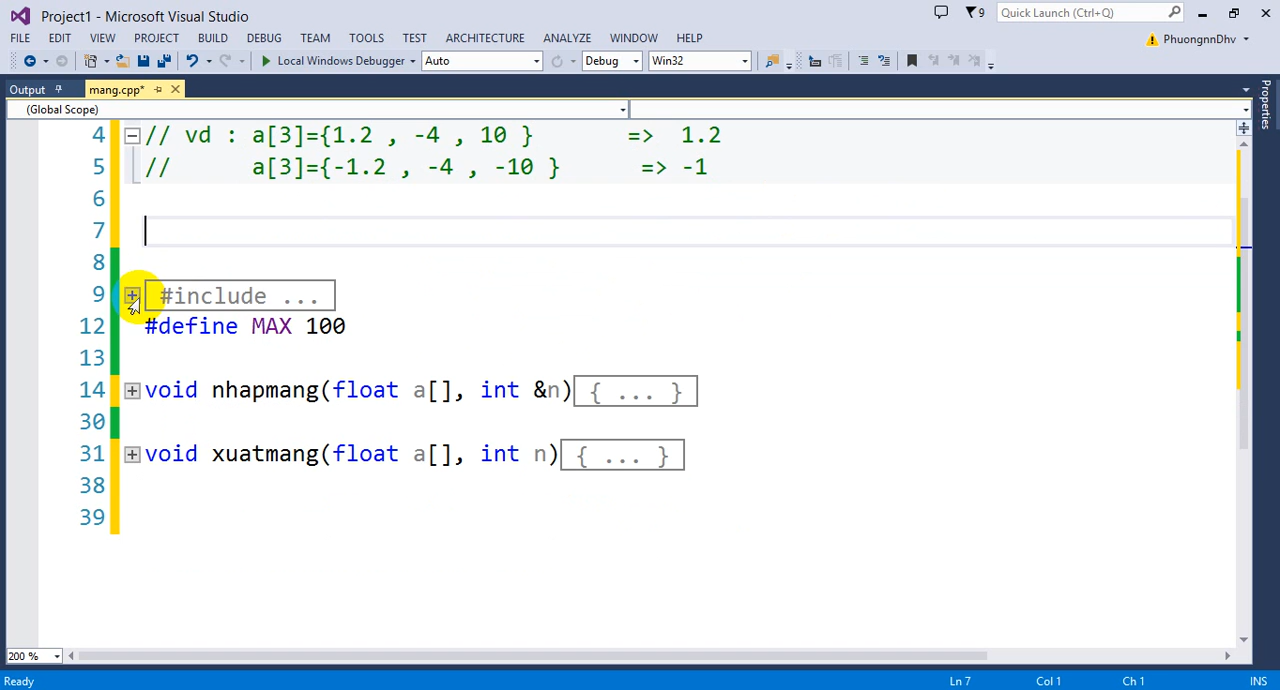 Project1 - Microsoft Visual Studio
9
Quick Launch (Ctrl+Q)
FILE EDIT VIEW PROJECT BUILD DEBUG TEAM TOOLS TEST ARCHITECTURE ANALYZE WINDOW HELP
PhuongnnDhv
Local Windows Debugger Auto Debug Win32
Output mang.cpp*
Properties
(Global Scope)
4 // vd : a[3]={1.2 , -4 , 10 } => 1.2
5 // a[3]={-1.2 , -4 , -10 } => -1
6
7
8
9 #include ...
12 #define MAX 100
13
14 void nhapmang(float a[], int &n){ ... }
30
31 void xuatmang(float a[], int n){ ... }
38
39
200 %
Ready Ln 7 Col 1 Ch 1 INS